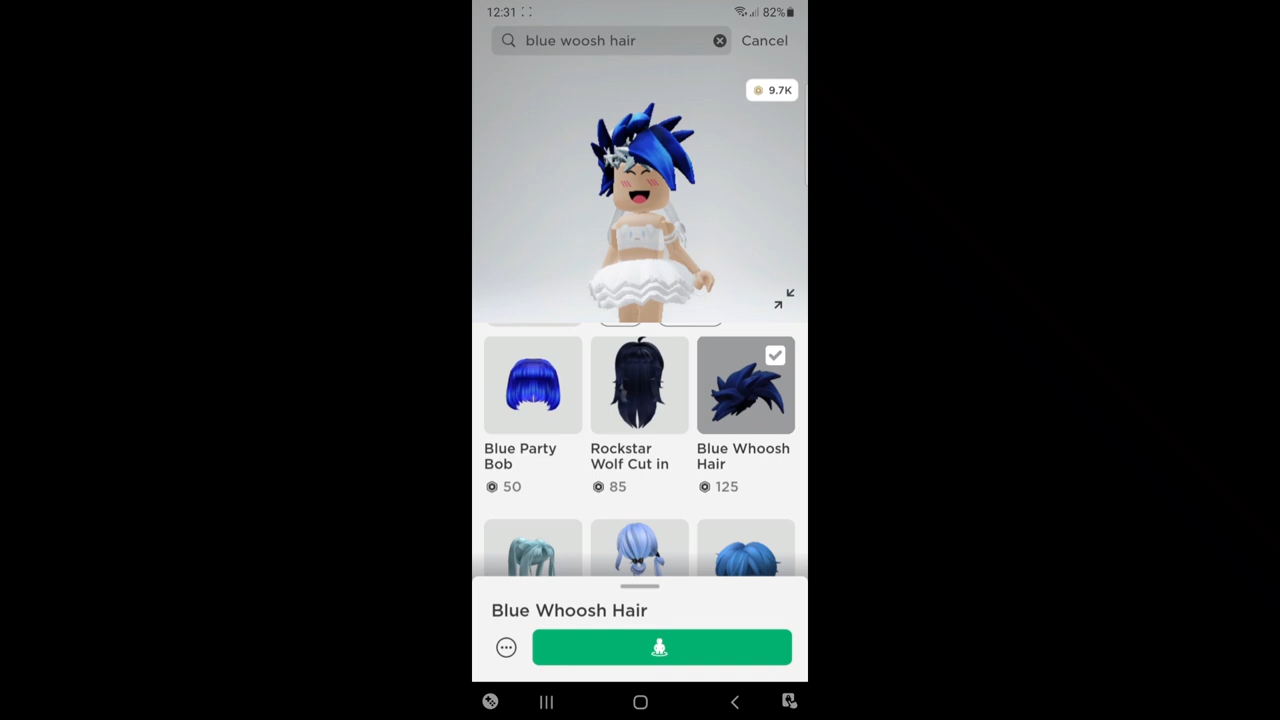 12:31
82%
blue woosh hair
Cancel
9.7K
Blue Party
Bob
50
Rockstar
Wolf Cut in
85
Blue Whoosh
Hair
125
Blue Whoosh Hair